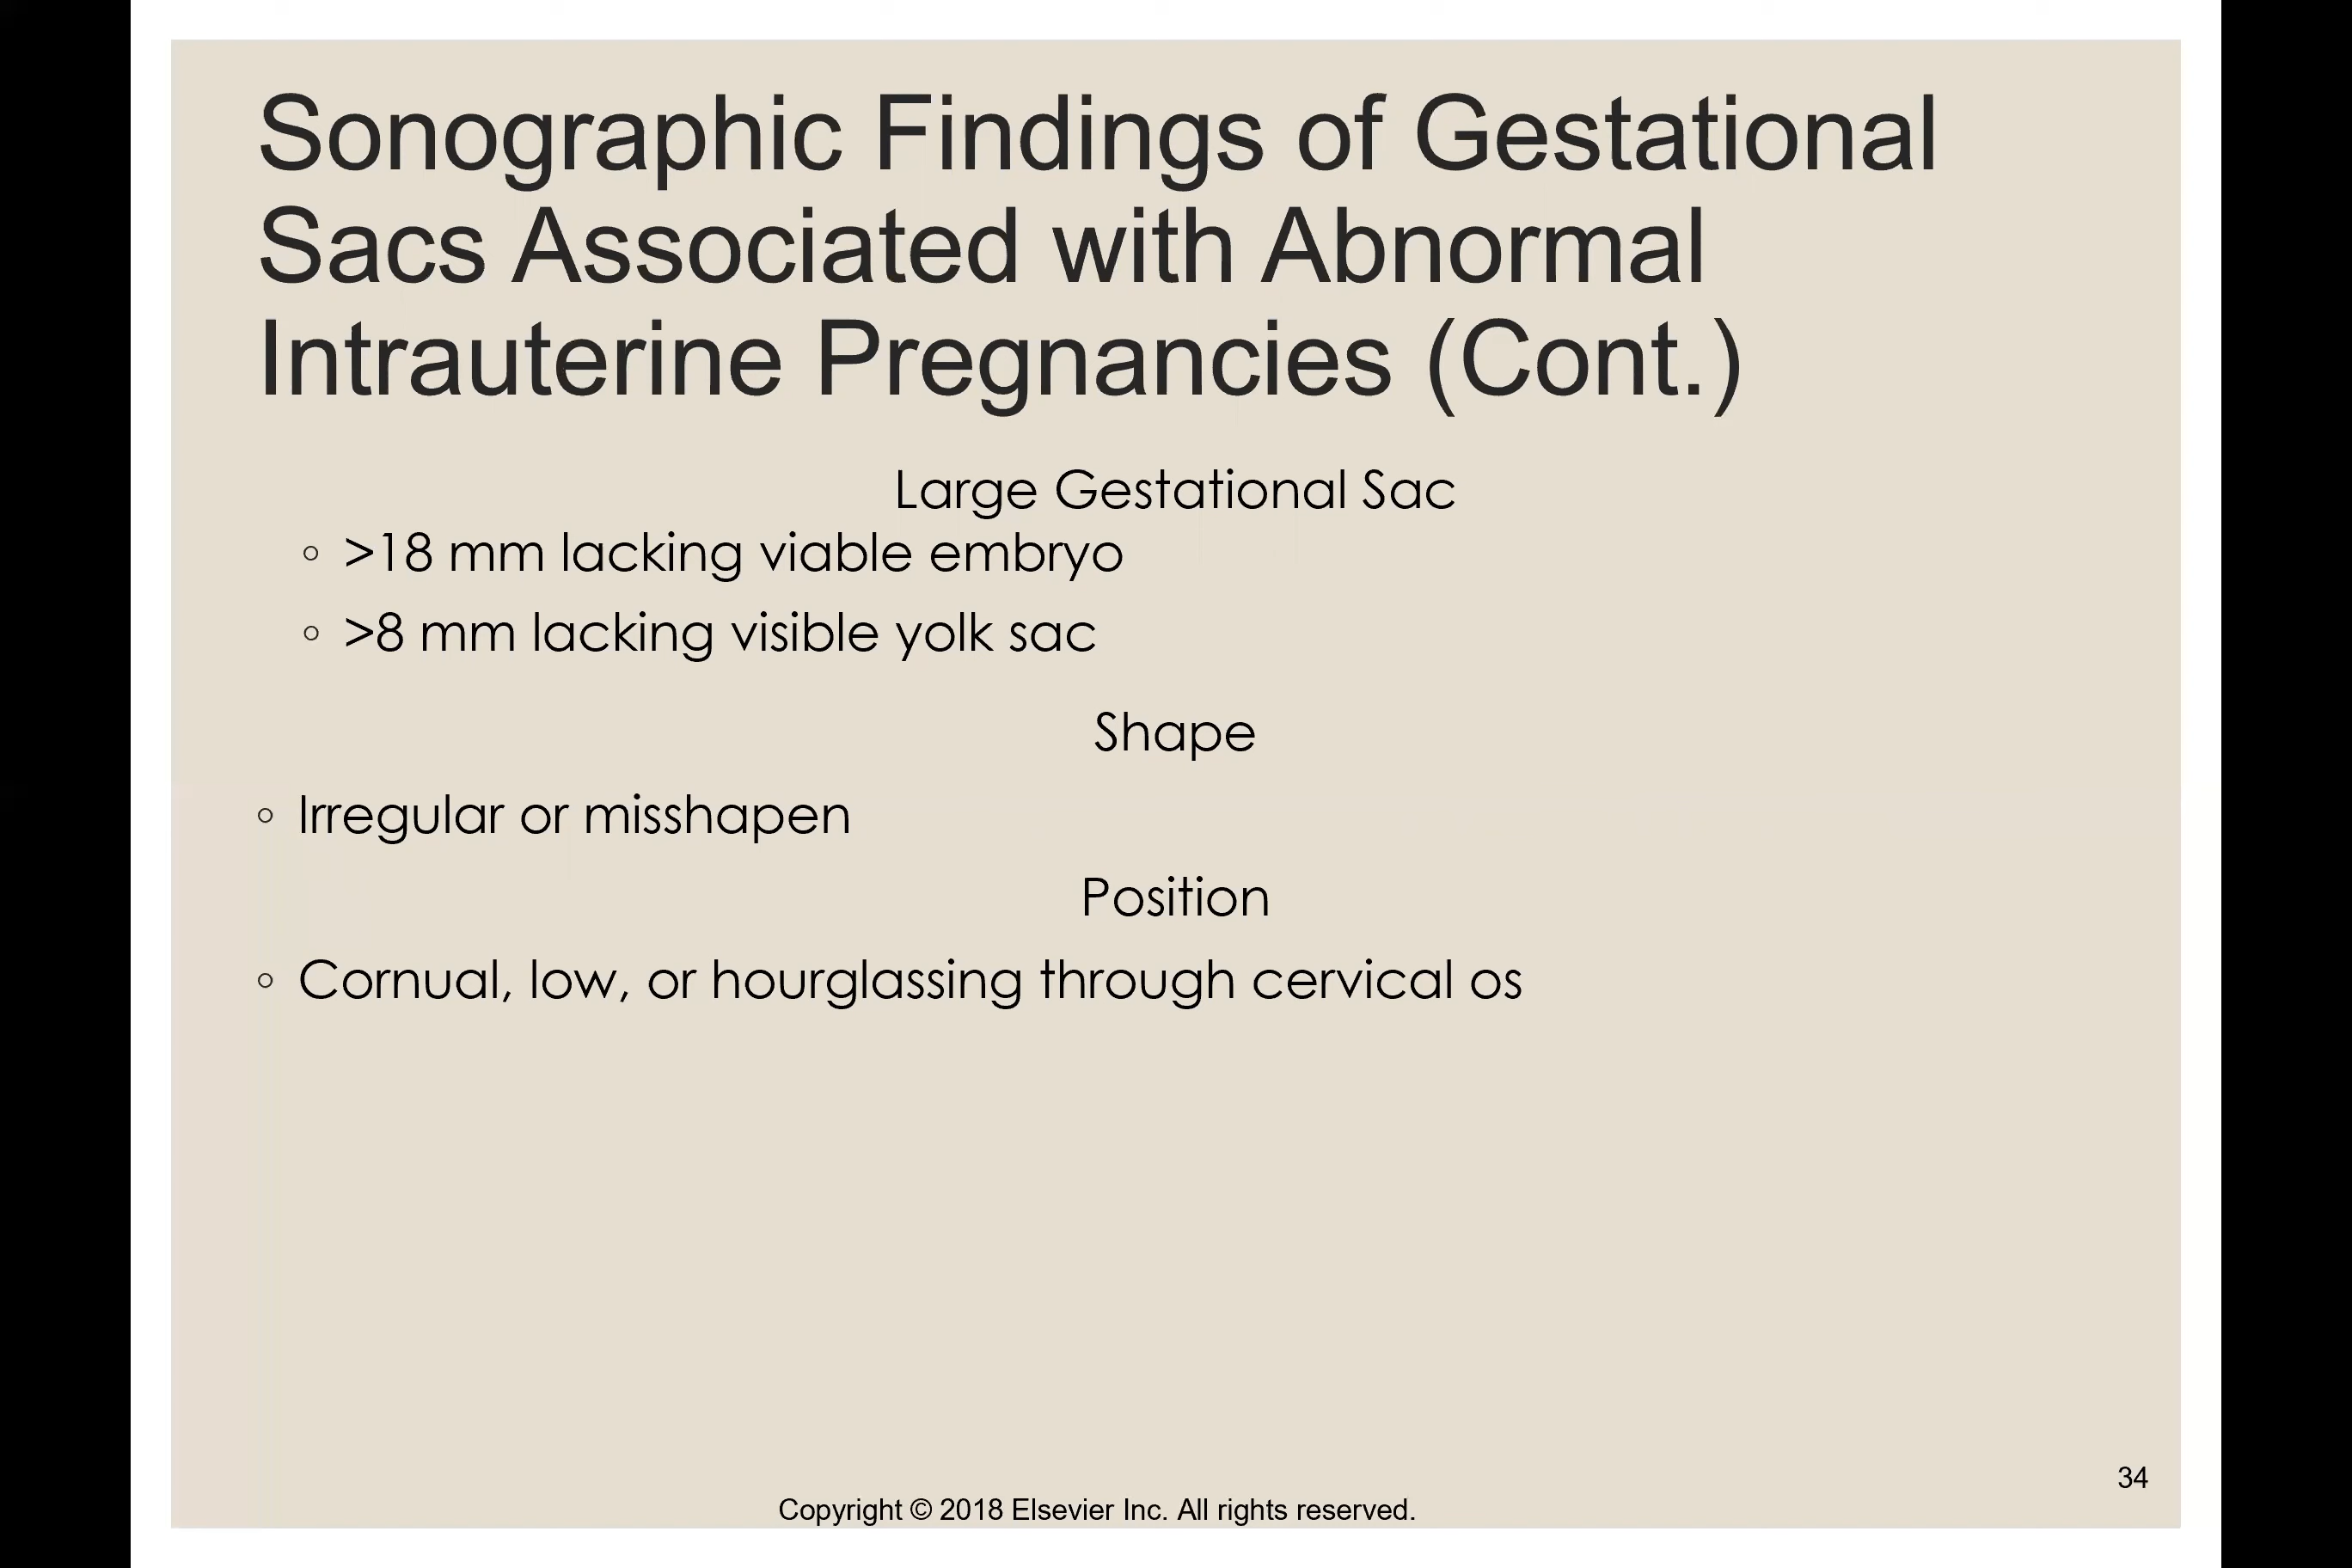 Sonographic Findings of Gestational
Sacs Associated with Abnormal
Intrauterine Pregnancies (Cont.)
Large Gestational Sac
◦ >18 mm lacking viable embryo
◦ >8 mm lacking visible yolk sac
Shape
◦ Irregular or misshapen
Position
◦ Cornual, low, or hourglassing through cervical os
34
Copyright © 2018 Elsevier Inc. All rights reserved.